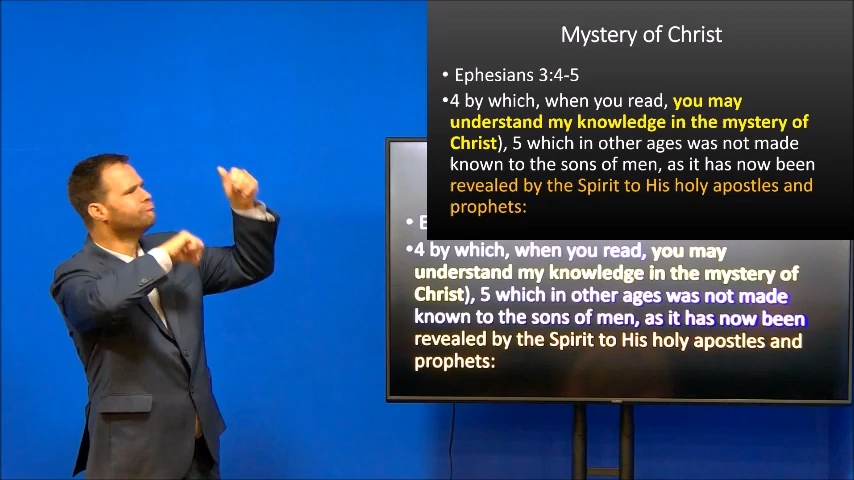 Mystery of Christ
• Ephesians 3:4-5
•4 by which, when you read, you may
understand my knowledge in the mystery of
Christ), 5 which in other ages was not made
known to the sons of men, as it has now been
revealed by the Spirit to His holy apostles and
prophets:
• E
•4 by which, when you read, you may
understand my knowledge in the mystery of
Christ), 5 which in other ages was not made
known to the sons of men, as it has now been
revealed by the Spirit to His holy apostles and
prophets: